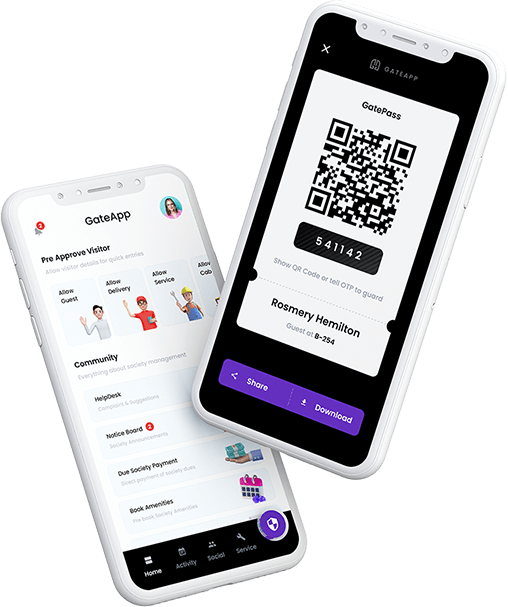 GateApp
2
Pre Approve Visitor
Allow visitor details for quick entries
Allow
Guest
Allow
Delivery
Allow
Service
Allow
Cab
Community
Everything about society management
HelpDesk
Complaints & Suggestions
Notice Board 2
Society Announcements
Due Society Payment
Direct payment of society dues
Book Amenities
Pre book Society Amenities
Home
Activity
Social
Service
GATEAPP
GatePass
541142
Show QR Code or tell OTP to guard
Rosmery Hemilton
Guest at B-254
Share
Download